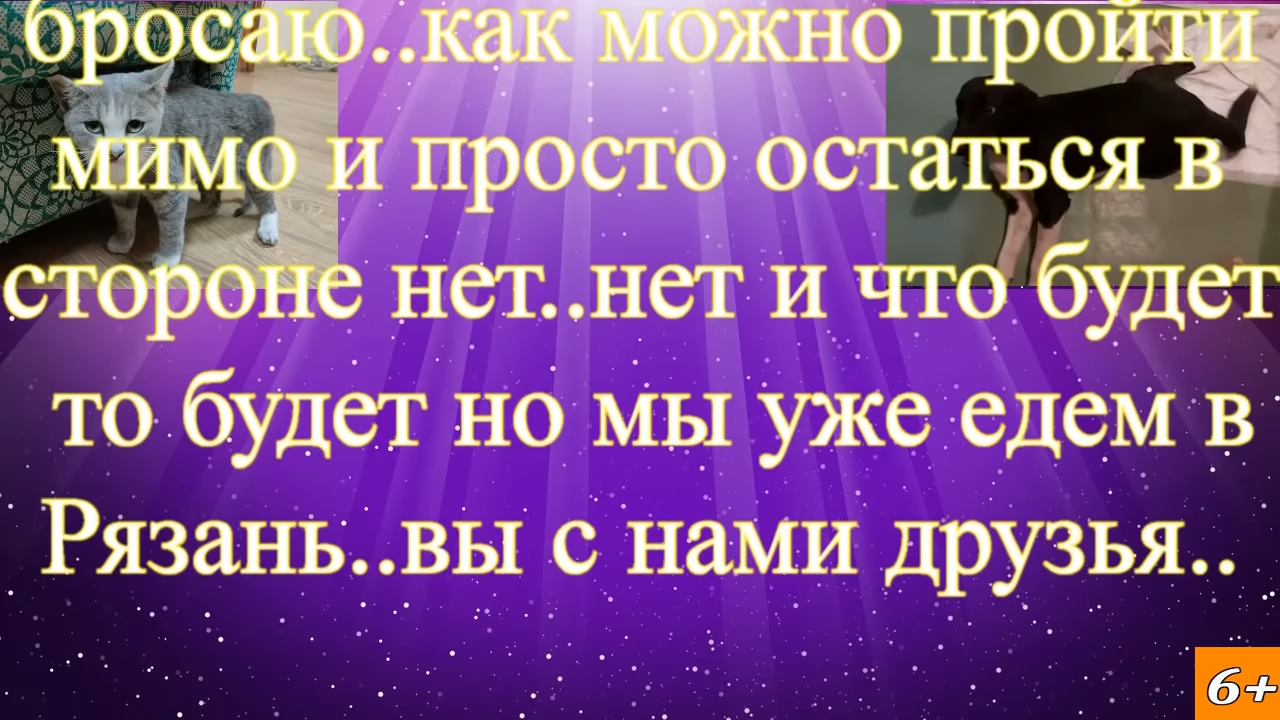 бросаю..как можно пройти
мимо и просто остаться в
стороне нет..нет и что будет
то будет но мы уже едем в
Рязань..вы с нами друзья..
6+